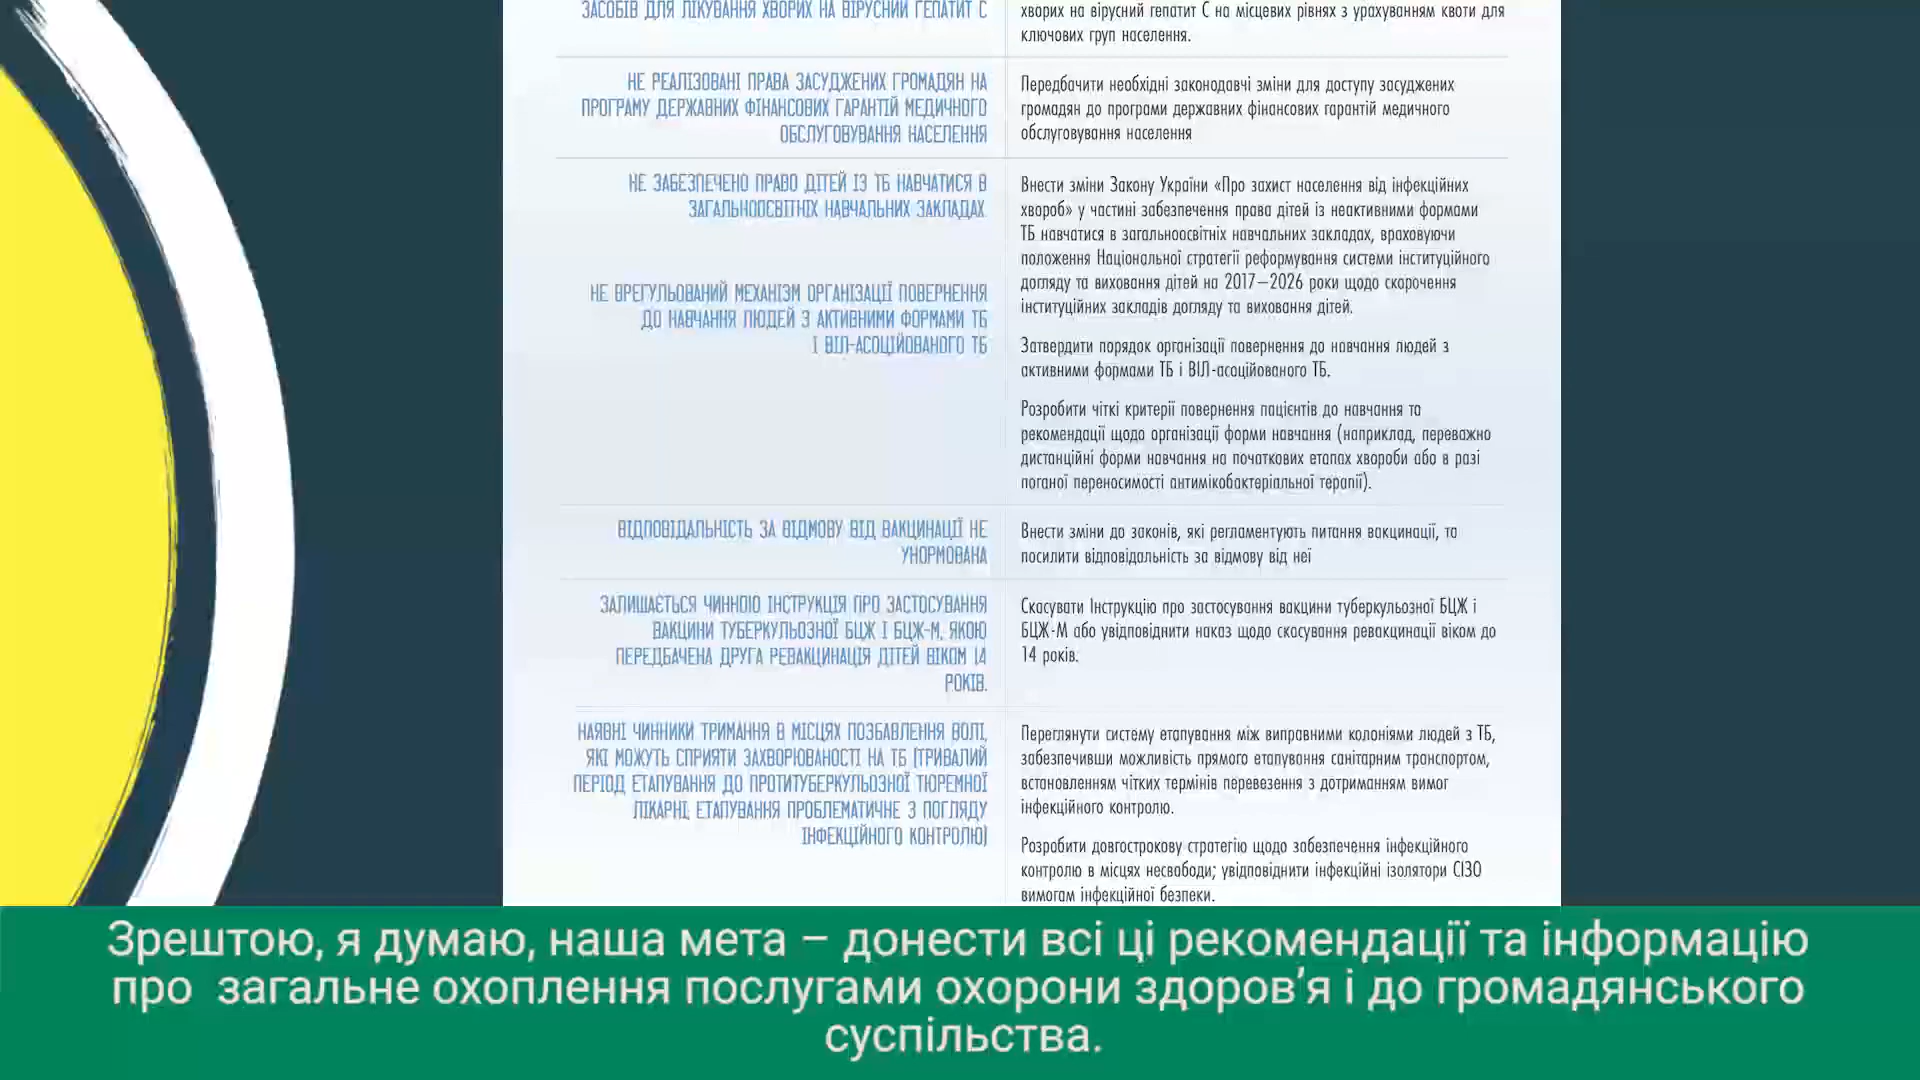 ЗАСОБІВ ДЛЯ ЛІКУВАННЯ ХВОРИХ НА ВІРУСНИЙ ГЕПАТИТ С
хворих на вірусний гепатит С на місцевих рівнях з урахуванням квоти для
ключових груп населення.
НЕ РЕАЛІЗОВАНІ ПРАВА ЗАСУДЖЕНИХ ГРОМАДЯН НА
ПРОГРАМУ ДЕРЖАВНИХ ФІНАНСОВИХ ГАРАНТІЙ МЕДИЧНОГО
ОБСЛУГОВУВАННЯ НАСЕЛЕННЯ
Передбачити необхідні законодавчі зміни для доступу засуджених
громадян до програми державних фінансових гарантій медичного
обслуговування населення
НЕ ЗАБЕЗПЕЧЕНО ПРАВО ДІТЕЙ ІЗ ТБ НАВЧАТИСЯ В
ЗАГАЛЬНООСВІТНІХ НАВЧАЛЬНИХ ЗАКЛАДАХ.
НЕ ВРЕГУЛЬОВАНИЙ МЕХАНІЗМ ОРГАНІЗАЦІЇ ПОВЕРНЕННЯ
ДО НАВЧАННЯ ЛЮДЕЙ З АКТИВНИМИ ФОРМАМИ ТБ
І ВІЛ-АСОЦІЙОВАНОГО ТБ
Внести зміни Закону України «Про захист населення від інфекційних
хвороб» у частині забезпечення права дітей із неактивними формами
ТБ навчатися в загальноосвітніх навчальних закладах, враховуючи
положення Національної стратегії реформування системи інституційного
догляду та виховання дітей на 2017–2026 роки щодо скорочення
інституційних закладів догляду та виховання дітей.
Затвердити порядок організації повернення до навчання людей з
активними формами ТБ і ВІЛ-асоційованого ТБ.
Розробити чіткі критерії повернення пацієнтів до навчання та
рекомендації щодо організації форми навчання (наприклад, переважно
дистанційні форми навчання на початкових етапах хвороби або в разі
поганої переносимості антимікобактеріальної терапії).
ВІДПОВІДАЛЬНІСТЬ ЗА ВІДМОВУ ВІД ВАКЦИНАЦІЇ НЕ
УНОРМОВАНА
Внести зміни до законів, які регламентують питання вакцинації, та
посилити відповідальність за відмову від неї
ЗАЛИШАЄТЬСЯ ЧИННОЮ ІНСТРУКЦІЯ ПРО ЗАСТОСУВАННЯ
ВАКЦИНИ ТУБЕРКУЛЬОЗНОЇ БЦЖ І БЦЖ-М, ЯКОЮ
ПЕРЕДБАЧЕНА ДРУГА РЕВАКЦИНАЦІЯ ДІТЕЙ ВІКОМ 14
РОКІВ.
Скасувати Інструкцію про застосування вакцини туберкульозної БЦЖ і
БЦЖ-М або увідповіднити наказ щодо скасування ревакцинації віком до
14 років.
НАЯВНІ ЧИННИКИ ТРИМАННЯ В МІСЦЯХ ПОЗБАВЛЕННЯ ВОЛІ,
ЯКІ МОЖУТЬ СПРИЯТИ ЗАХВОРЮВАНОСТІ НА ТБ (ТРИВАЛИЙ
ПЕРІОД ЕТАПУВАННЯ ДО ПРОТИТУБЕРКУЛЬОЗНОЇ ТЮРЕМНОЇ
ЛІКАРНІ; ЕТАПУВАННЯ ПРОБЛЕМАТИЧНЕ З ПОГЛЯДУ
ІНФЕКЦІЙНОГО КОНТРОЛЮ)
Переглянути систему етапування між виправними колоніями людей з ТБ,
забезпечивши можливість прямого етапування санітарним транспортом,
встановленням чітких термінів перевезення з дотриманням вимог
інфекційного контролю.
Розробити довгострокову стратегію щодо забезпечення інфекційного
контролю в місцях несвободи; увідповіднити інфекційні ізолятори СІЗО
вимогам інфекційної безпеки.
Зрештою, я думаю, наша мета – донести всі ці рекомендації та інформацію
про загальне охоплення послугами охорони здоров’я і до громадянського
суспільства.